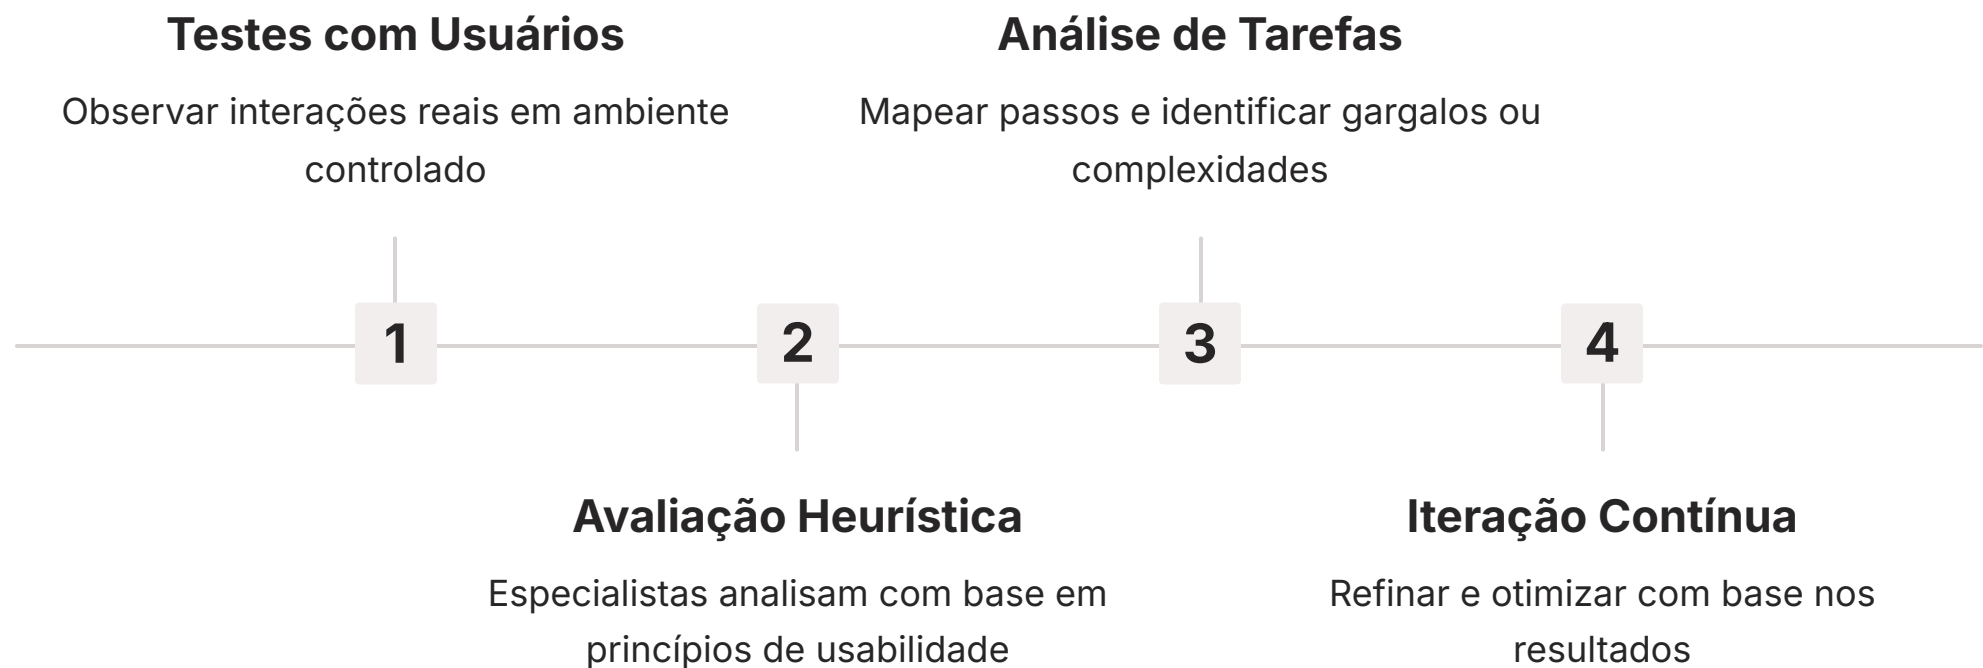 Testes com Usuários
Observar interações reais em ambiente
controlado
Análise de Tarefas
Mapear passos e identificar gargalos ou
complexidades
1
2
3
4
Avaliação Heurística
Especialistas analisam com base em
princípios de usabilidade
Iteração Contínua
Refinar e otimizar com base nos
resultados